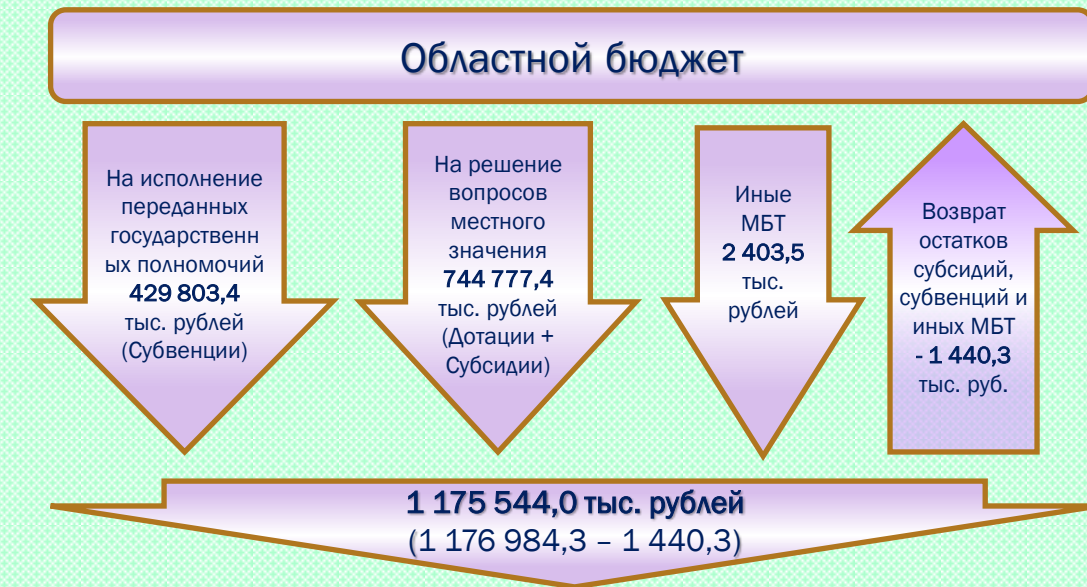 Областной бюджет
На исполнение
переданных
государственн
ых полномочий
429 803,4
тыс. рублей
(Субвенции)
На решение
вопросов
местного
значения
744 777,4
тыс. рублей
(Дотации +
Субсидии)
Иные
МБТ
2 403,5
тыс.
рублей
Возврат
остатков
субсидий,
субвенций и
иных МБТ
- 1 440,3
тыс. руб.
1 175 544,0 тыс. рублей
(1 176 984,3 – 1 440,3)